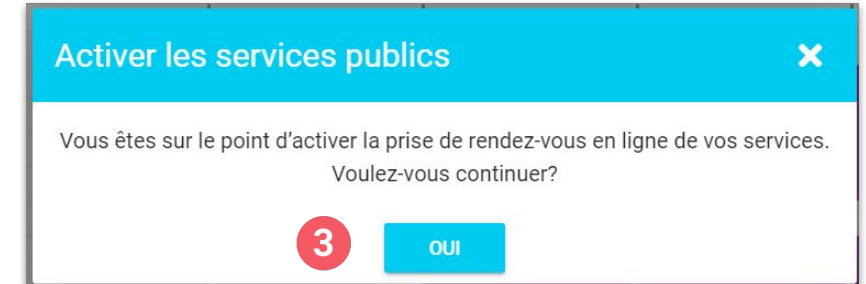 Activer les services publics
Vous êtes sur le point d’activer la prise de rendez-vous en ligne de vos services.
Voulez-vous continuer?
3
OUI